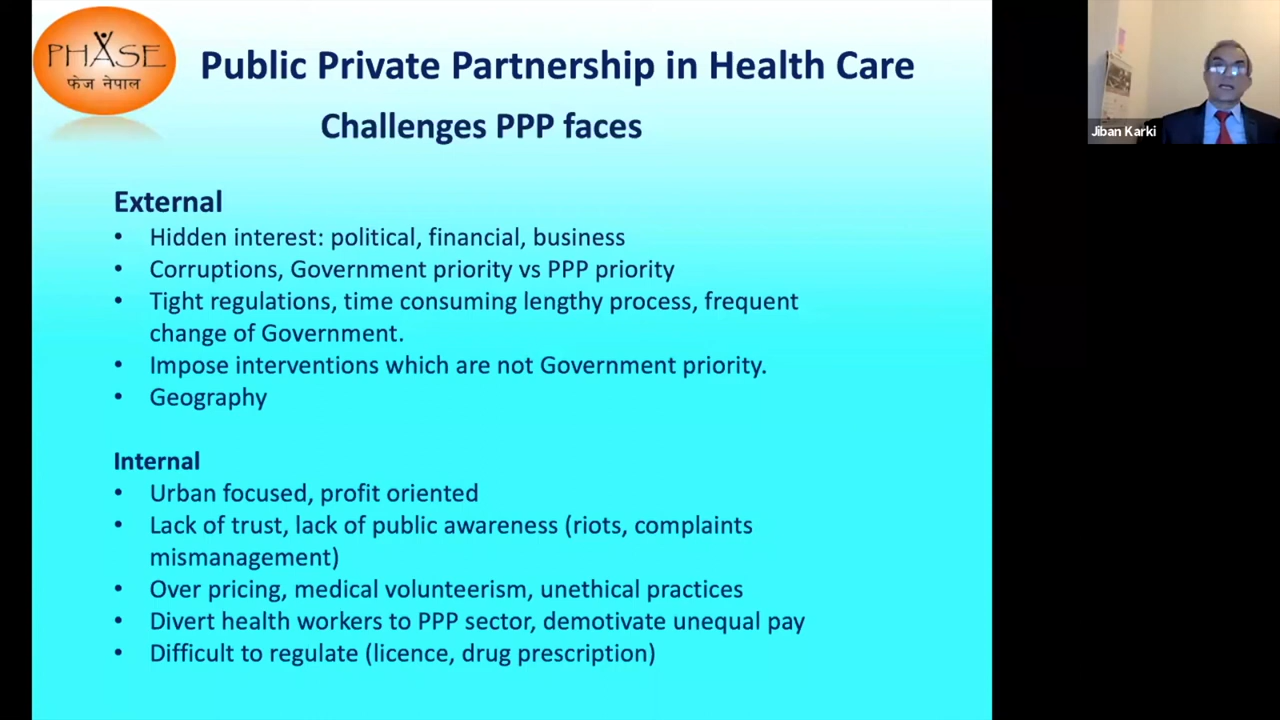 PHASE
फेज नेपाल
Public Private Partnership in Health Care
Challenges PPP faces
Jiban Karki
External
• Hidden interest: political, financial, business
• Corruptions, Government priority vs PPP priority
• Tight regulations, time consuming lengthy process, frequent
change of Government.
• Impose interventions which are not Government priority.
• Geography
Internal
• Urban focused, profit oriented
• Lack of trust, lack of public awareness (riots, complaints
mismanagement)
• Over pricing, medical volunteerism, unethical practices
• Divert health workers to PPP sector, demotivate unequal pay
• Difficult to regulate (licence, drug prescription)